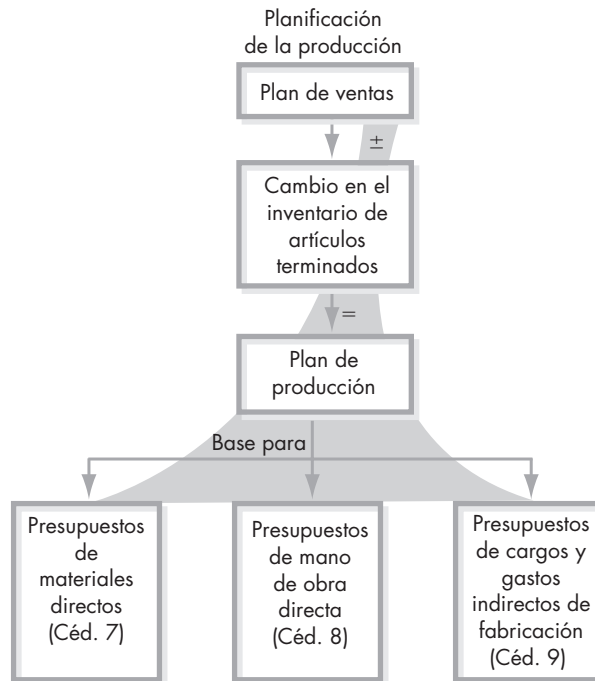 Planificación
de la producción
Plan de ventas
±
Cambio en el
inventario de
artículos
terminados
=
Plan de
producción
Base para
Presupuestos
de
materiales
directos
(Céd. 7)
Presupuestos
de mano
de obra
directa
(Céd. 8)
Presupuestos
de cargos y
gastos
indirectos de
fabricación
(Céd. 9)